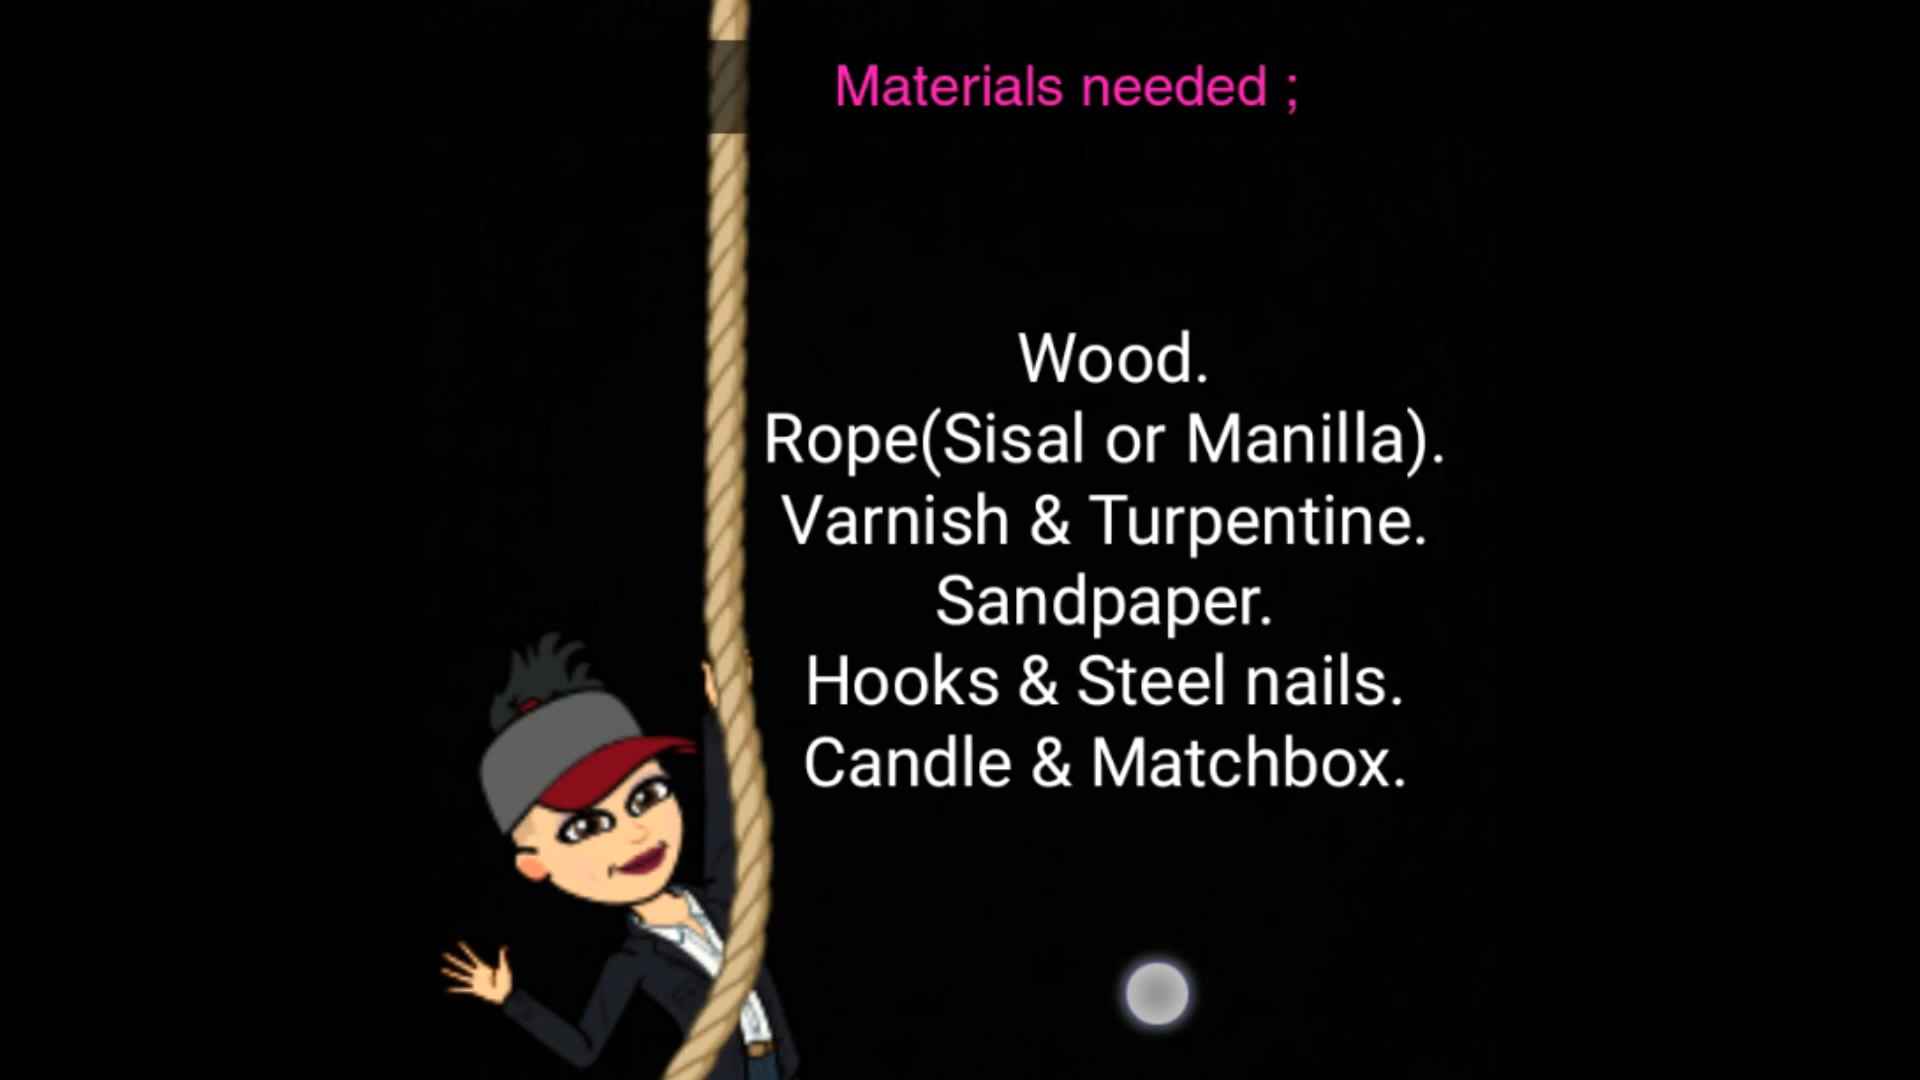 Materials needed ;
Wood.
Rope(Sisal or Manilla).
Varnish & Turpentine.
Sandpaper.
Hooks & Steel nails.
Candle & Matchbox.